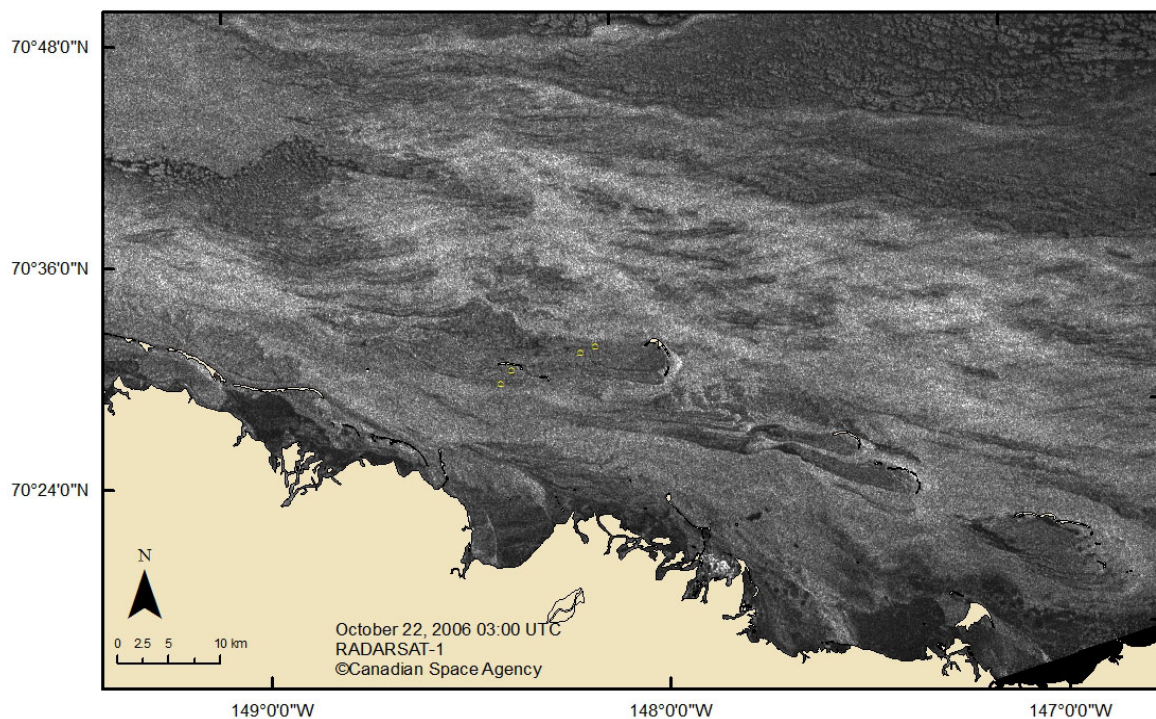 70°48'0"N
70°36'0"N
70°24'0"N
N
0 2.5 5 10 km
October 22, 2006 03:00 UTC
RADARSAT-1
©Canadian Space Agency
149°0'0"W
148°0'0"W
147°0'0"W